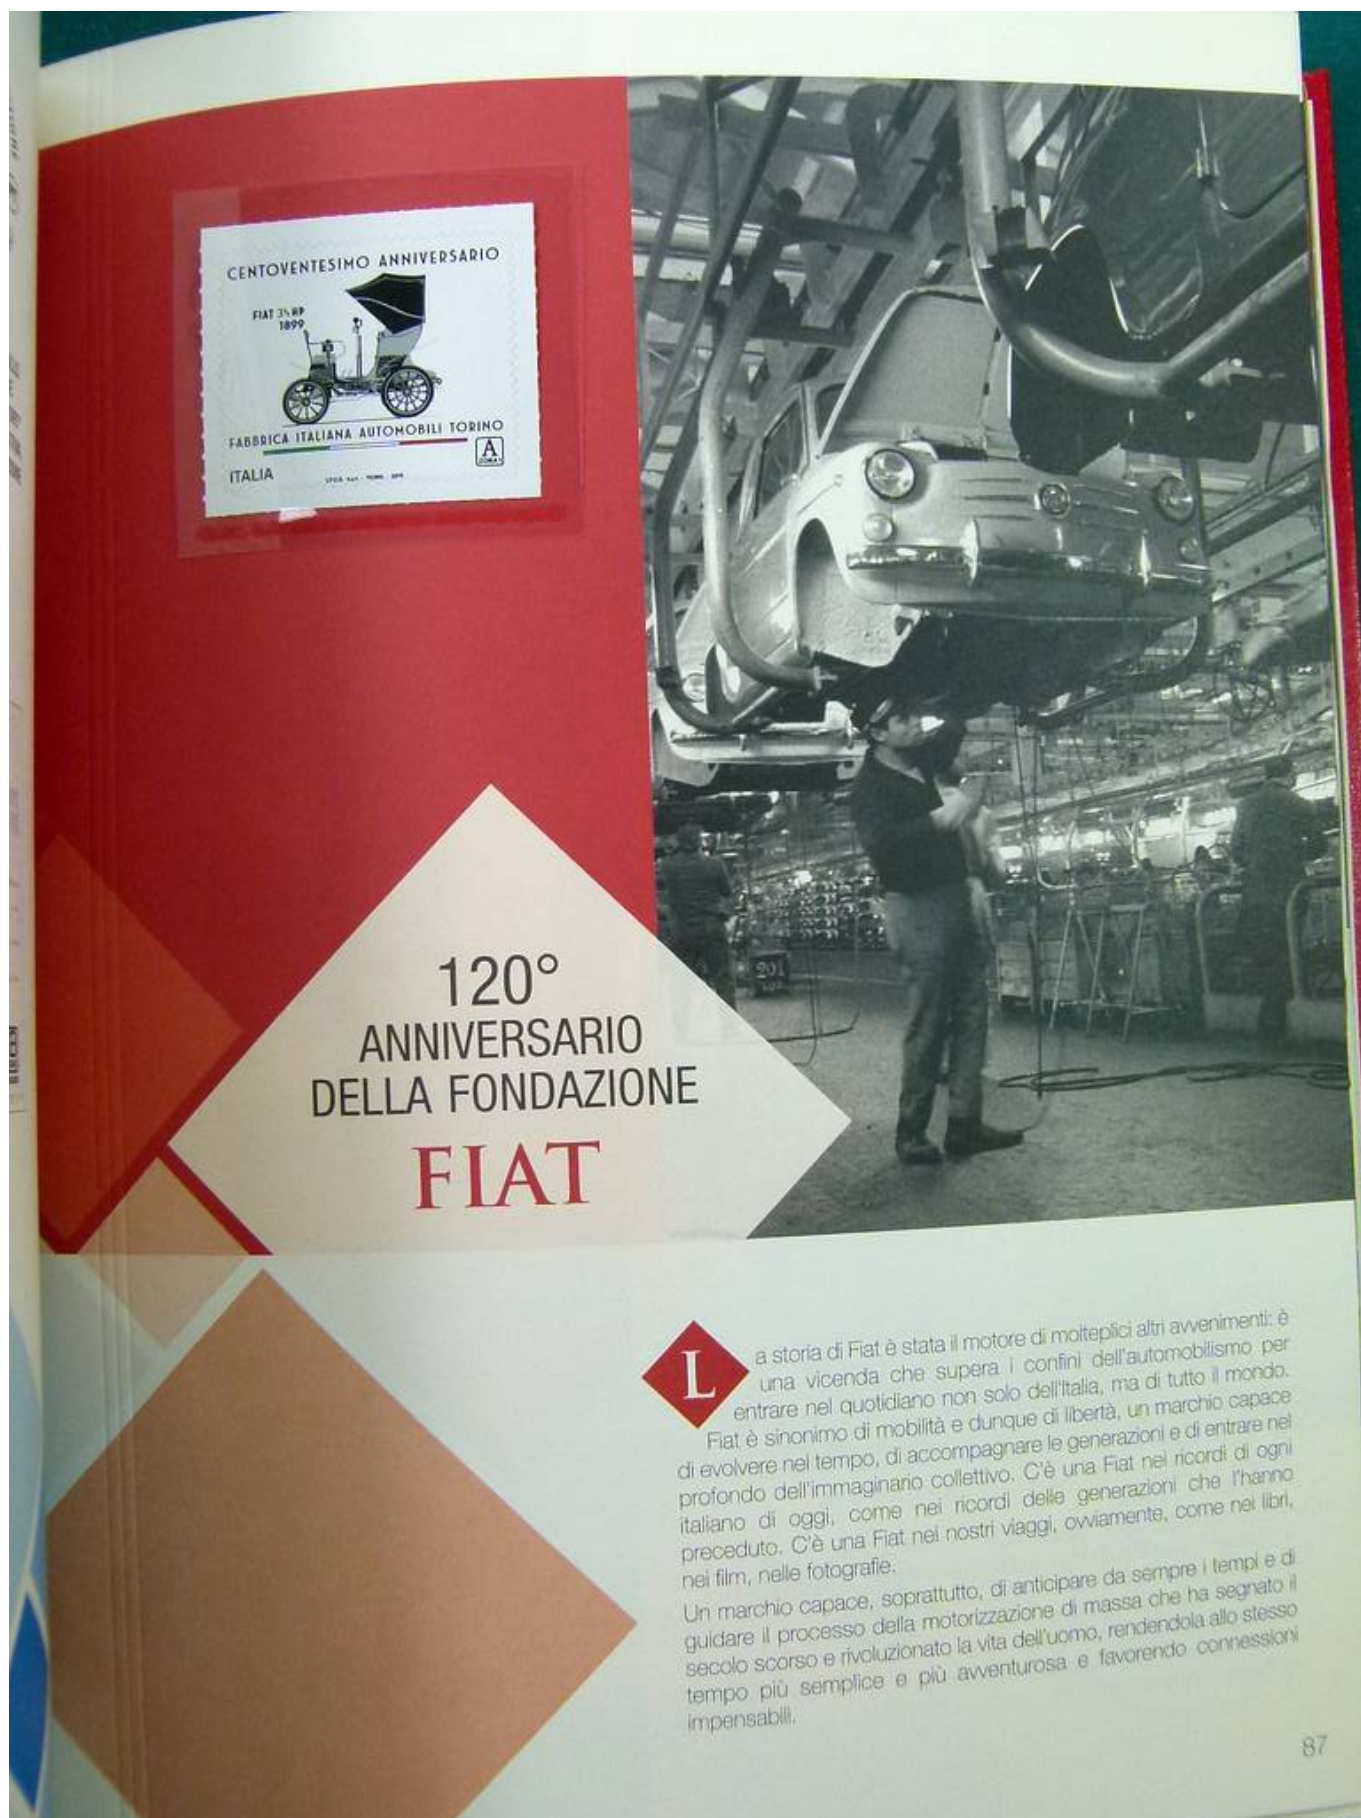 CENTOVENTESIMO ANNIVERSARIO
FIAT 3½ HP
1899
FABBRICA ITALIANA AUTOMOBILI TORINO
A
ITALIA
120°
ANNIVERSARIO
DELLA FONDAZIONE
FIAT
La storia di Fiat è stata il motore di molteplici altri avvenimenti: è
una vicenda che supera i confini dell'automobilismo per
entrare nel quotidiano non solo dell'Italia, ma di tutto il mondo.
Fiat è sinonimo di mobilità e dunque di libertà, un marchio capace
di evolvere nel tempo, di accompagnare le generazioni e di entrare nel
profondo dell'immaginario collettivo. C'è una Fiat nei ricordi di ogni
italiano di oggi, come nei ricordi delle generazioni che l'hanno
preceduto. C'è una Fiat nei nostri viaggi, ovviamente, come nei libri,
nei film, nelle fotografie.
Un marchio capace, soprattutto, di anticipare da sempre i tempi e di
guidare il processo della motorizzazione di massa che ha segnato il
secolo scorso e rivoluzionato la vita dell'uomo, rendendola allo stesso
tempo più semplice e più avventurosa e favorendo connessioni
impensabili.
87